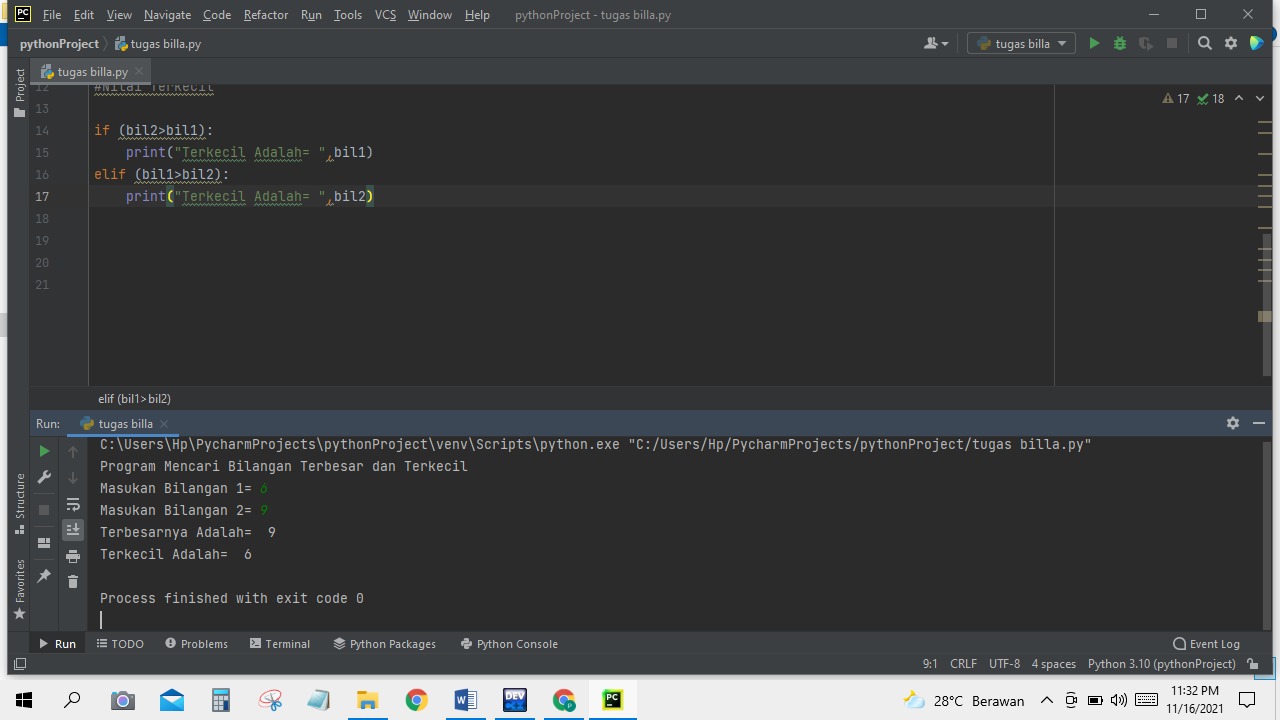 PC File Edit View Navigate Code Refactor Run Tools VCS Window Help pythonProject - tugas billa.py
pythonProject tugas billa.py tugas billa
Project
tugas billa.py
17 18
12 #Nilai Terkecil
13
14 if (bil2>bil1):
15 print("Terkecil Adalah= ",bil1)
16 elif (bil1>bil2):
17 print("Terkecil Adalah= ",bil2)
18
19
20
21
elif (bil1>bil2)
Run: tugas billa
C:\Users\Hp\PycharmProjects\pythonProject\venv\Scripts\python.exe "C:/Users/Hp/PycharmProjects/pythonProject/tugas billa.py"
Program Mencari Bilangan Terbesar dan Terkecil
Masukan Bilangan 1= 6
Masukan Bilangan 2= 9
Terbesarnya Adalah=  9
Terkecil Adalah=  6
Process finished with exit code 0
Structure
Favorites
Run TODO Problems Terminal Python Packages Python Console Event Log
9:1 CRLF UTF-8 4 spaces Python 3.10 (pythonProject)
DEV C++ P PC 28°C Berawan 11:32 PM
11/16/2021